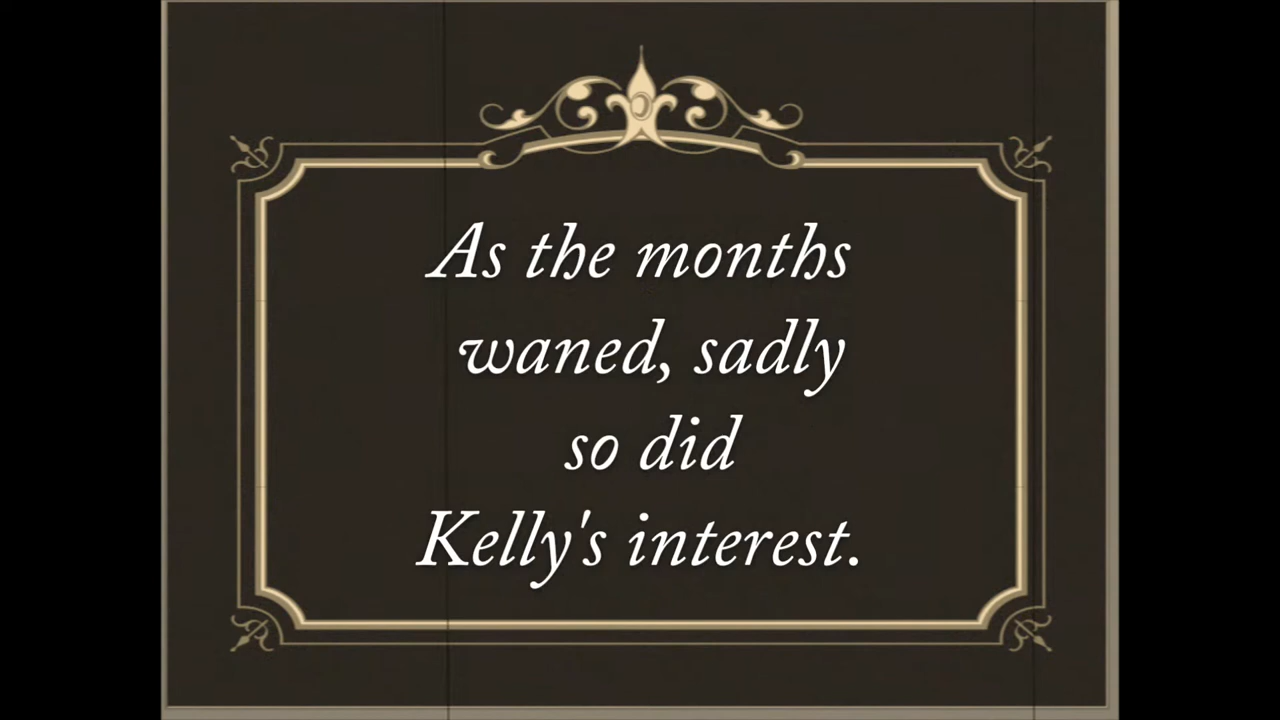 As the months
waned, sadly
so did
Kelly's interest.